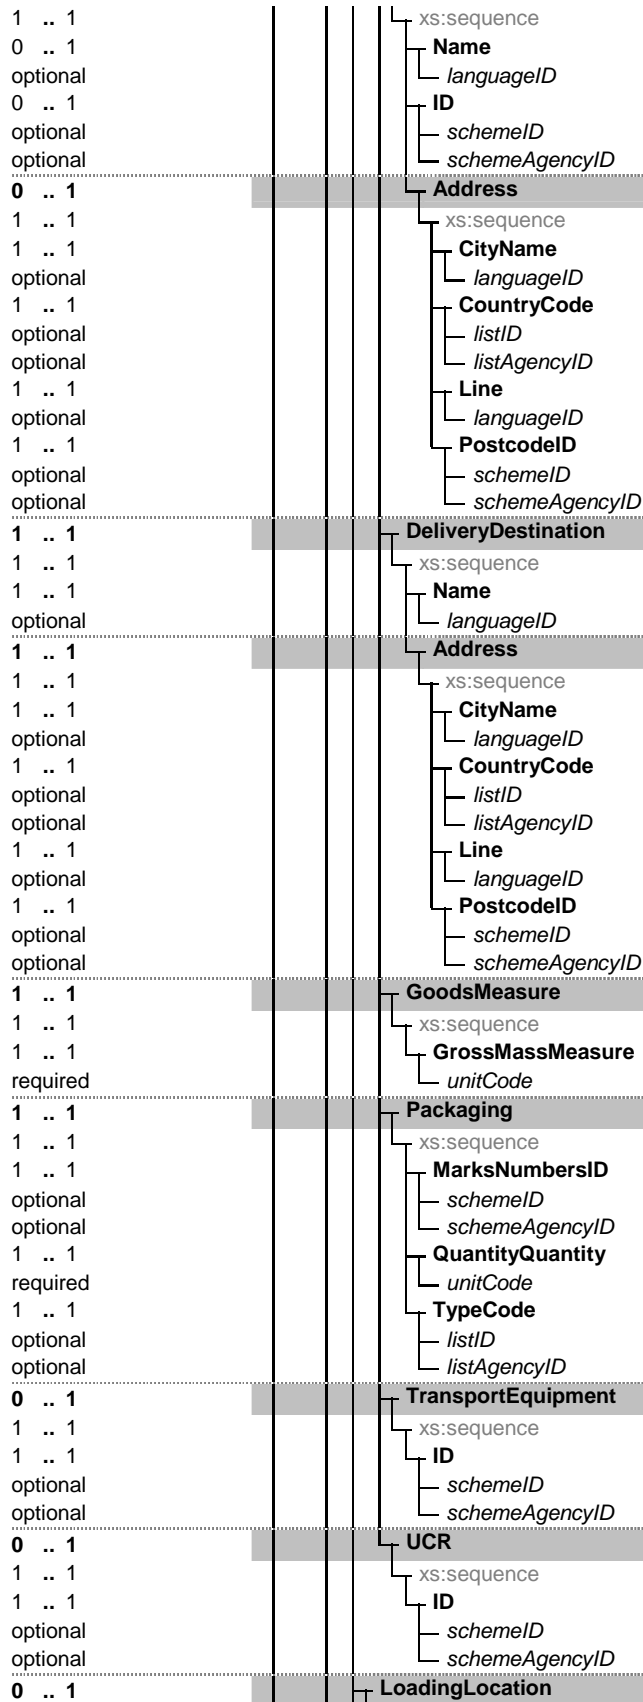 1 .. 1 xs:sequence
0 .. 1 Name
optional languageID
0 .. 1 ID
optional schemeID
optional schemeAgencyID
0 .. 1 Address
1 .. 1 xs:sequence
1 .. 1 CityName
optional languageID
1 .. 1 CountryCode
optional listID
optional listAgencyID
1 .. 1 Line
optional languageID
1 .. 1 PostcodeID
optional schemeID
optional schemeAgencyID
1 .. 1 DeliveryDestination
1 .. 1 xs:sequence
1 .. 1 Name
optional languageID
1 .. 1 Address
1 .. 1 xs:sequence
1 .. 1 CityName
optional languageID
1 .. 1 CountryCode
optional listID
optional listAgencyID
1 .. 1 Line
optional languageID
1 .. 1 PostcodeID
optional schemeID
optional schemeAgencyID
1 .. 1 GoodsMeasure
1 .. 1 xs:sequence
1 .. 1 GrossMassMeasure
required unitCode
1 .. 1 Packaging
1 .. 1 xs:sequence
1 .. 1 MarksNumbersID
optional schemeID
optional schemeAgencyID
1 .. 1 QuantityQuantity
required unitCode
1 .. 1 TypeCode
optional listID
optional listAgencyID
0 .. 1 TransportEquipment
1 .. 1 xs:sequence
1 .. 1 ID
optional schemeID
optional schemeAgencyID
0 .. 1 UCR
1 .. 1 xs:sequence
1 .. 1 ID
optional schemeID
optional schemeAgencyID
0 .. 1 LoadingLocation